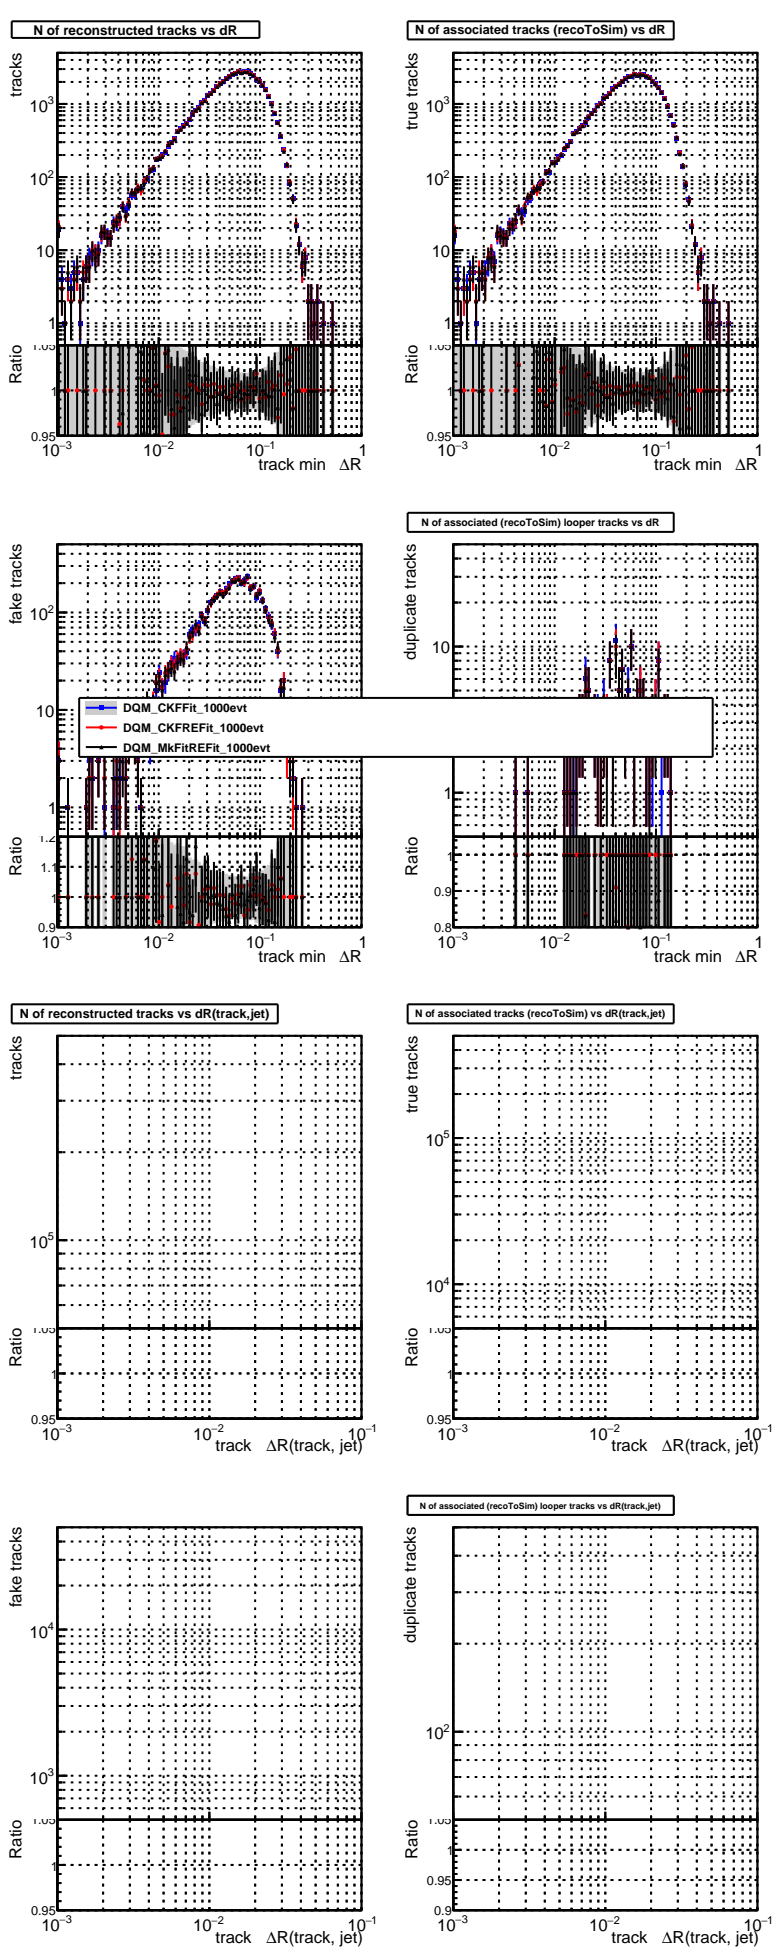 N of reconstructed tracks vs dR
tracks
10³
10²
10
1
Ratio
1.05
1
0.95
10⁻³
10⁻²
10⁻¹
1
track min ΔR
N of associated tracks (recoToSim) vs dR
true tracks
10³
10²
10
1
Ratio
1.05
1
0.95
10⁻³
10⁻²
10⁻¹
1
track min ΔR
fake tracks
10²
10
1
Ratio
1.2
1.1
1
0.9
10⁻³
10⁻²
10⁻¹
1
track min ΔR
N of associated (recoToSim) looper tracks vs dR
duplicate tracks
10
1
Ratio
1
0.9
0.8
10⁻³
10⁻²
10⁻¹
1
track min ΔR
DQM_CKFFit_1000evt
DQM_CKFREFit_1000evt
DQM_MkFitREFit_1000evt
N of reconstructed tracks vs dR(track,jet)
tracks
10⁵
Ratio
1.05
1
0.95
10⁻³
10⁻²
10⁻¹
track ΔR(track, jet)
N of associated tracks (recoToSim) vs dR(track,jet)
true tracks
10⁵
10⁴
Ratio
1.05
1
0.95
10⁻³
10⁻²
10⁻¹
track ΔR(track, jet)
fake tracks
10⁴
10³
Ratio
1.05
1
0.95
10⁻³
10⁻²
10⁻¹
track ΔR(track, jet)
N of associated (recoToSim) looper tracks vs dR(track,jet)
duplicate tracks
10²
Ratio
1.05
1
0.95
0.9
10⁻³
10⁻²
10⁻¹
track ΔR(track, jet)